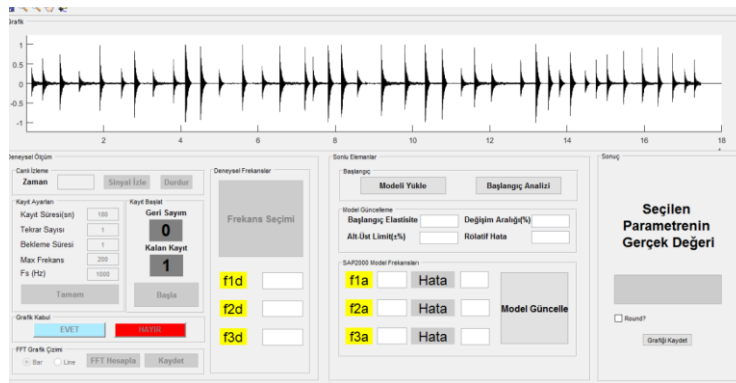 Grafik
1
0.5
0
-0.5
-1
2
4
6
8
10
12
14
16
18
Deneysel Ölçüm
Canlı İzleme
Zaman
Sinyal İzle
Durdur
Kayıt Ayarları
Kayıt Süresi(sn)
180
Tekrar Sayısı
1
Bekleme Süresi
1
Max Frekans
200
Fs (Hz)
1000
Tamam
Kayıt Başlat
Geri Sayım
0
Kalan Kayıt
1
Başla
Grafik Kabul
EVET
HAYIR
FFT Grafik Çizimi
Bar
Line
FFT Hesapla
Kaydet
Deneysel Frekanslar
Frekans Seçimi
f1d
f2d
f3d
Sonlu Elemanlar
Başlangıç
Modeli Yukle
Başlangıç Analizi
Model Güncelleme
Başlangıç Elastisite
Değişim Aralığı(%)
Alt-Üst Limit(±%)
Rölatif Hata
SAP2000 Model Frekansları
f1a
Hata
f2a
Hata
f3a
Hata
Model Güncelle
Sonuç
Seçilen
Parametrenin
Gerçek Değeri
Round?
Grafiği Kaydet